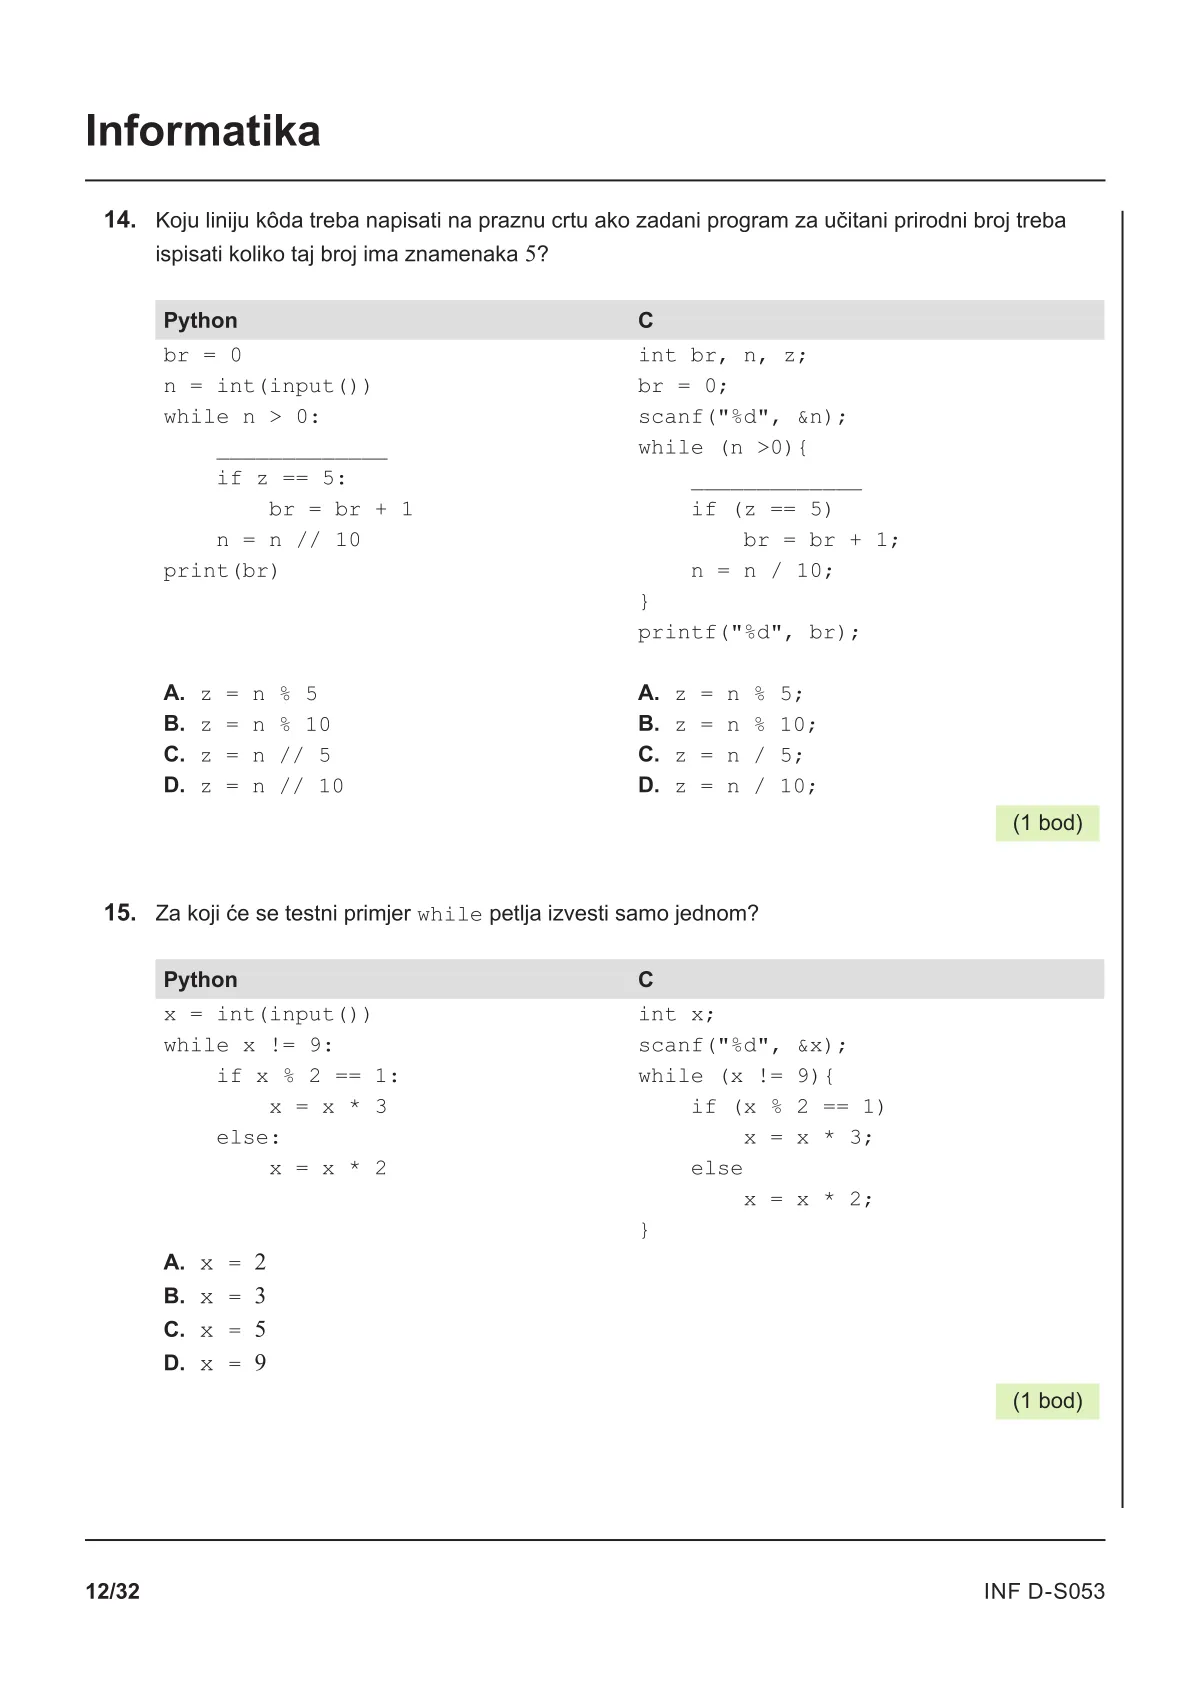 Informatika
14. Koju liniju kôda treba napisati na praznu crtu ako zadani program za učitani prirodni broj treba
ispisati koliko taj broj ima znamenaka 5?
Python
br = 0
n = int(input())
while n > 0:
    _____________
    if z == 5:
        br = br + 1
    n = n // 10
print(br)
A. z = n % 5
B. z = n % 10
C. z = n // 5
D. z = n // 10
C
int br, n, z;
br = 0;
scanf("%d", &n);
while (n >0){
    _____________
    if (z == 5)
        br = br + 1;
    n = n / 10;
}
printf("%d", br);
A. z = n % 5;
B. z = n % 10;
C. z = n / 5;
D. z = n / 10;
(1 bod)
15. Za koji će se testni primjer while petlja izvesti samo jednom?
Python
x = int(input())
while x != 9:
    if x % 2 == 1:
        x = x * 3
    else:
        x = x * 2
C
int x;
scanf("%d", &x);
while (x != 9){
    if (x % 2 == 1)
        x = x * 3;
    else
        x = x * 2;
}
A. x = 2
B. x = 3
C. x = 5
D. x = 9
(1 bod)
12/32
INF D-S053